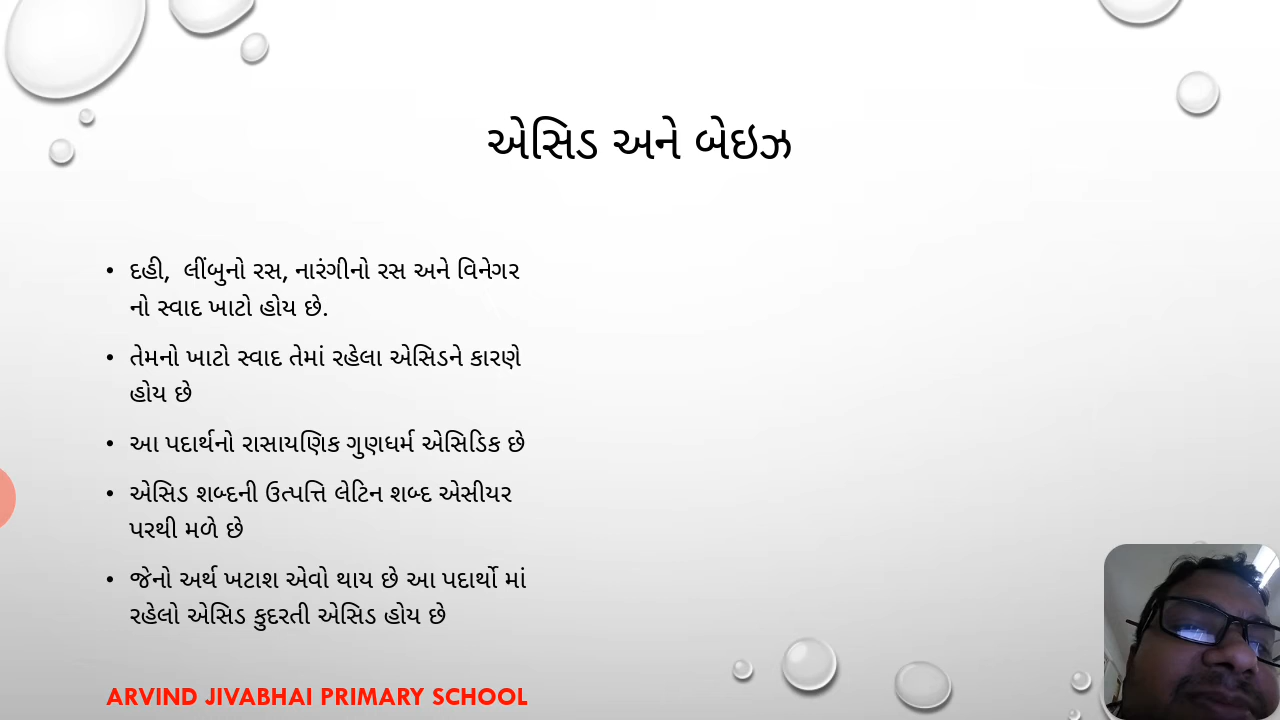 એસિડ અને બેઇઝ
• દહી, લીંબુનો રસ, નારંગીનો રસ અને વિનેગર
નો સ્વાદ ખાટો હોય છે.
• તેમનો ખાટો સ્વાદ તેમાં રહેલા એસિડને કારણે
હોય છે
• આ પદાર્થનો રાસાયણિક ગુણધર્મ એસિડિક છે
• એસિડ શબ્દની ઉત્પત્તિ લેટિન શબ્દ એસીયર
પરથી મળે છે
• જેનો અર્થ ખટાશ એવો થાય છે આ પદાર્થો માં
રહેલો એસિડ કુદરતી એસિડ હોય છે
ARVIND JIVABHAI PRIMARY SCHOOL